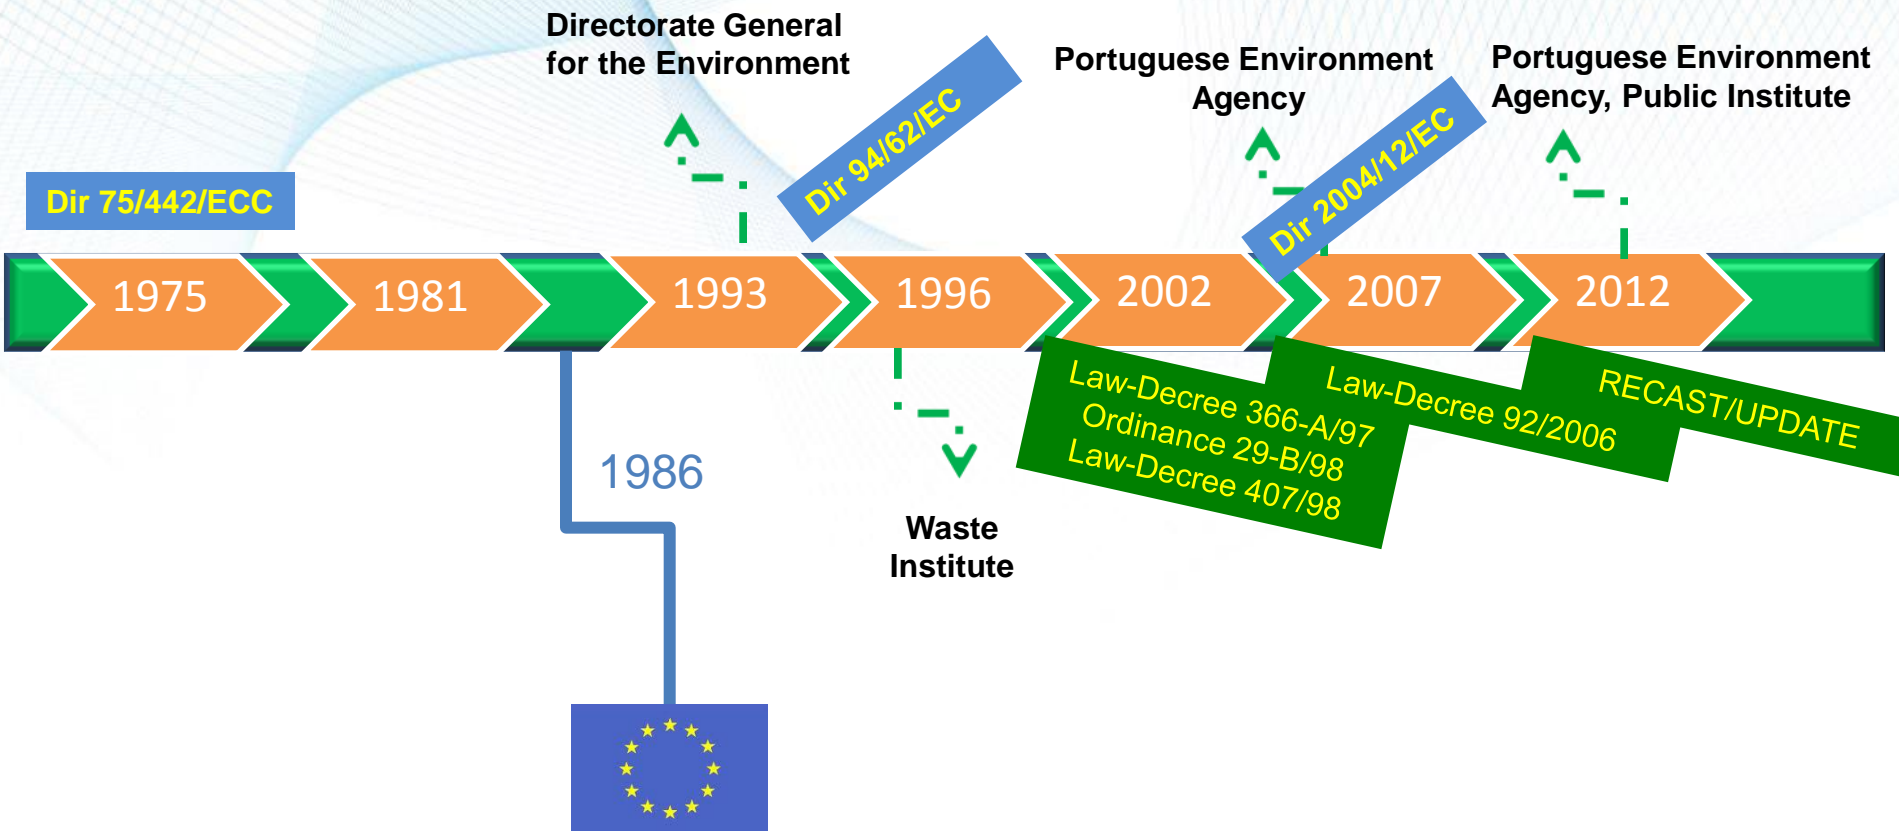 Directorate General
for the Environment
Portuguese Environment
Agency
Portuguese Environment
Agency, Public Institute
Dir 75/442/ECC
Dir 94/62/EC
Dir 2004/12/EC
1975
1981
1993
1996
2002
2007
2012
Law-Decree 366-A/97
Ordinance 29-B/98
Law-Decree 407/98
Law-Decree 92/2006
RECAST/UPDATE
1986
Waste
Institute